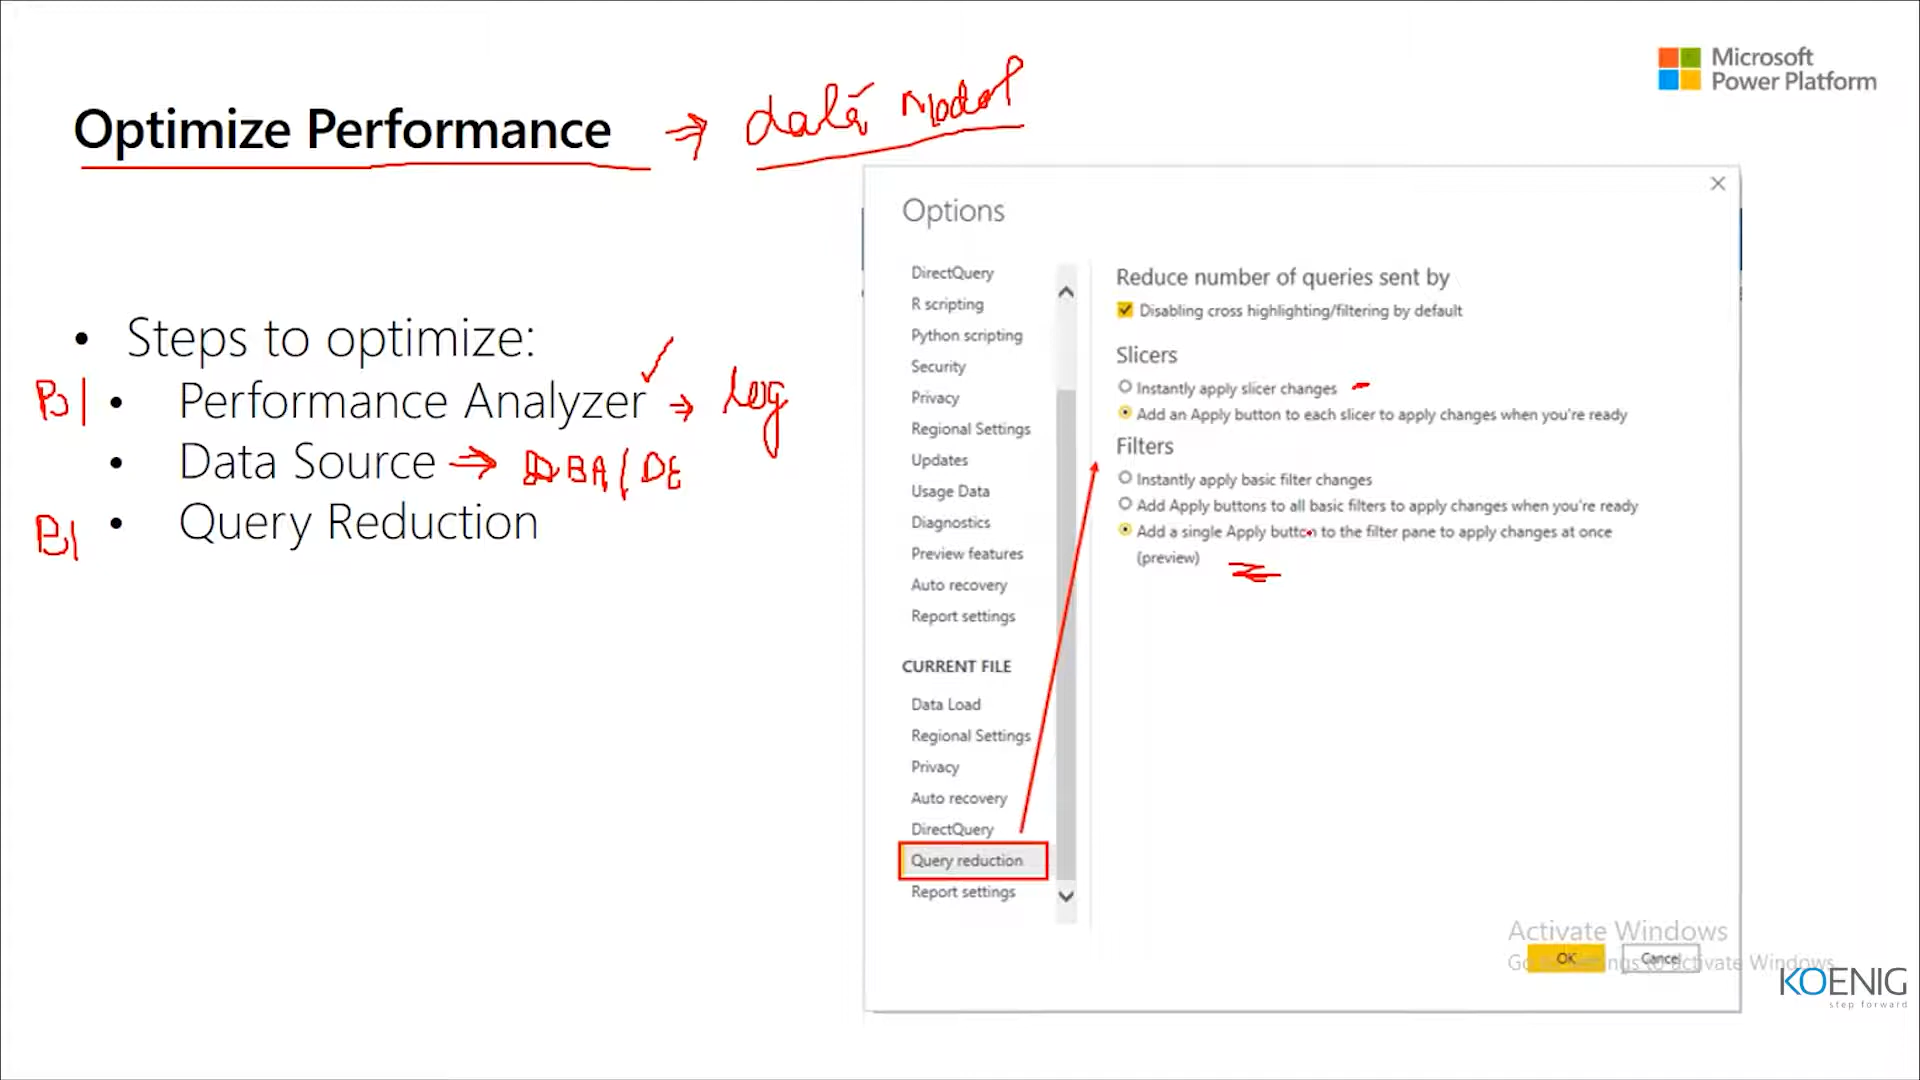 Microsoft
Power Platform
Optimize Performance → data model
• Steps to optimize:
BI • Performance Analyzer ✓ → log
• Data Source → DBA/DE
BI • Query Reduction
Options
DirectQuery
R scripting
Python scripting
Security
Privacy
Regional Settings
Updates
Usage Data
Diagnostics
Preview features
Auto recovery
Report settings
CURRENT FILE
Data Load
Regional Settings
Privacy
Auto recovery
DirectQuery
Query reduction
Report settings
Reduce number of queries sent by
Disabling cross highlighting/filtering by default
Slicers
Instantly apply slicer changes
Add an Apply button to each slicer to apply changes when you're ready
Filters
Instantly apply basic filter changes
Add Apply buttons to all basic filters to apply changes when you're ready
Add a single Apply button to the filter pane to apply changes at once
(preview)
OK
Cancel
Activate Windows
Go to Settings to activate Windows.
KOENIG
step forward